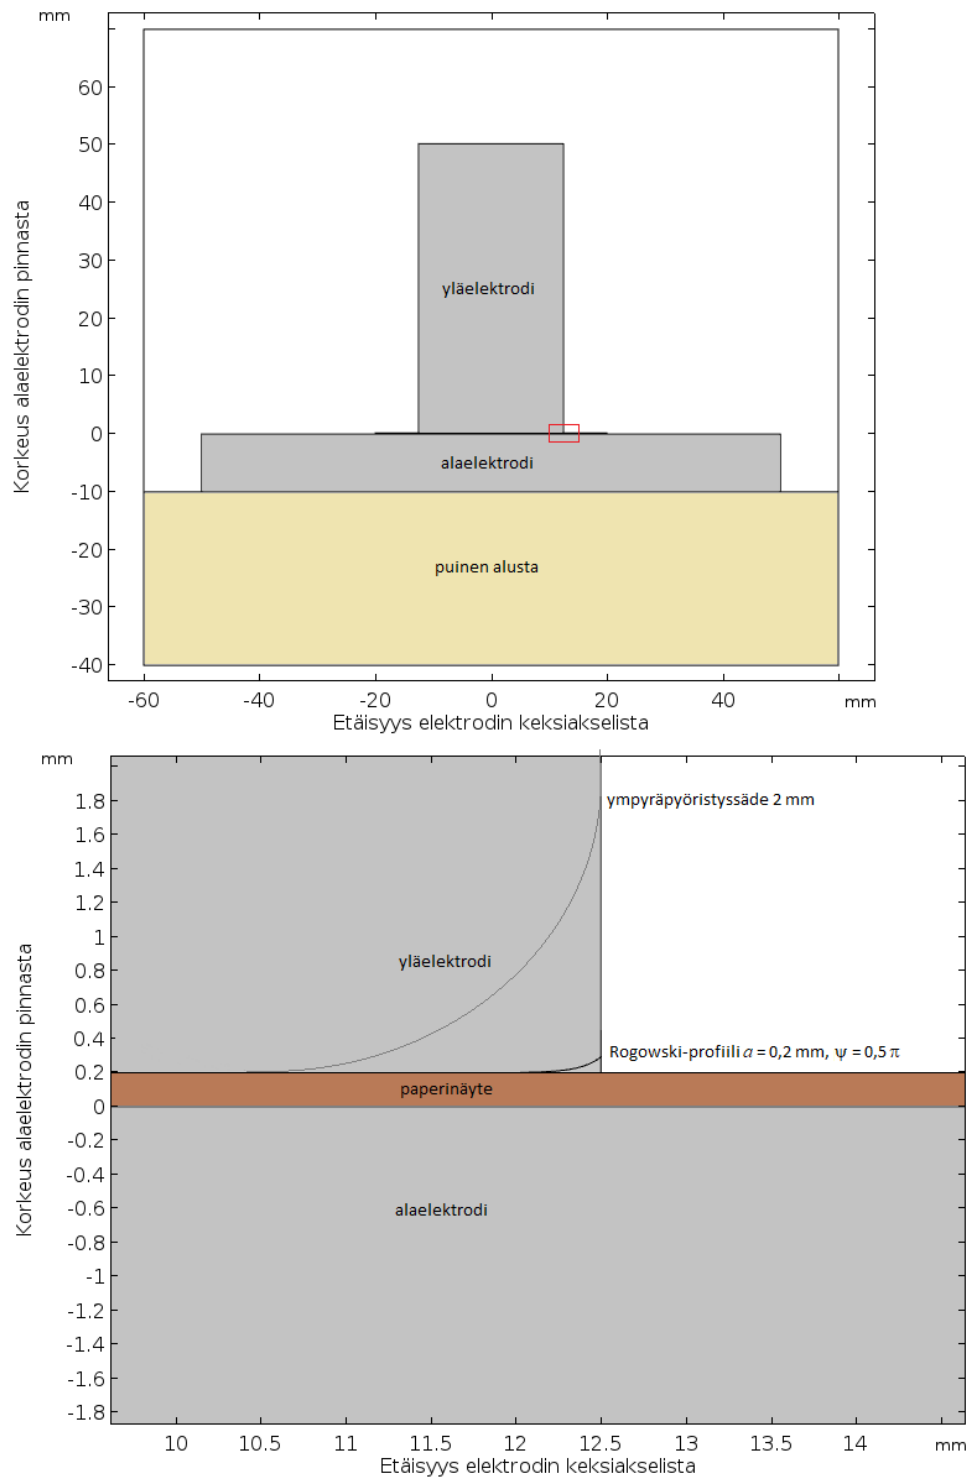 mm
60
50
40
30
20
10
0
-10
-20
-30
-40
Korkeus alaelektrodin pinnasta
yläelektrodi
alaelektrodi
puinen alusta
-60
-40
-20
0
20
40
mm
Etäisyys elektrodin keksiakselista
mm
1.8
1.6
1.4
1.2
1
0.8
0.6
0.4
0.2
0
-0.2
-0.4
-0.6
-0.8
-1
-1.2
-1.4
-1.6
-1.8
Korkeus alaelektrodin pinnasta
ympyräpyöristyssäde 2 mm
yläelektrodi
Rogowski-profiili a = 0,2 mm, ψ = 0,5 π
paperinäyte
alaelektrodi
10
10.5
11
11.5
12
12.5
13
13.5
14
mm
Etäisyys elektrodin keksiakselista